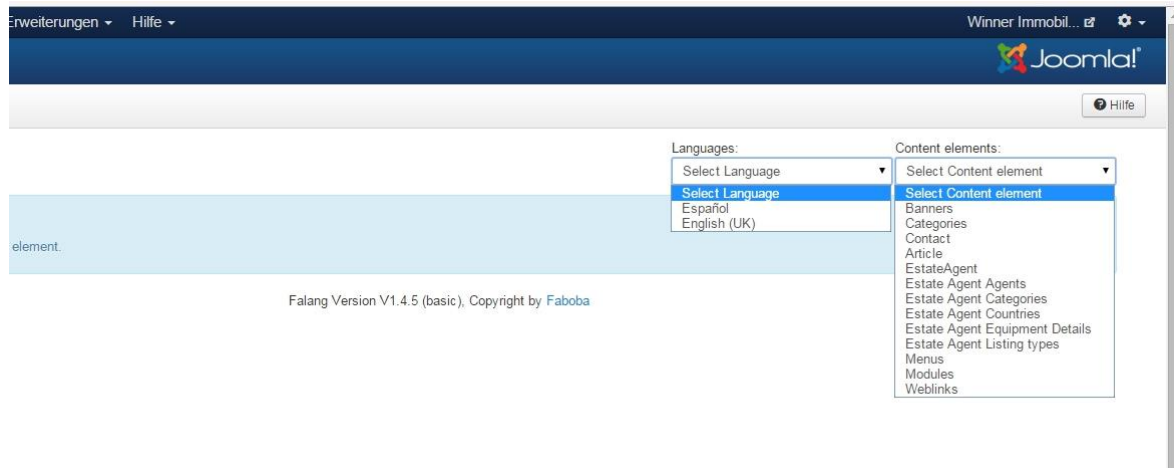 Erweiterungen Hilfe Winner Immobil...
Joomla!
Hilfe
Languages: Content elements:
Select Language Select Content element
Select Language
Español
English (UK)
Select Content element
Banners
Categories
Contact
Article
EstateAgent
Estate Agent Agents
Estate Agent Categories
Estate Agent Countries
Estate Agent Equipment Details
Estate Agent Listing types
Menus
Modules
Weblinks
element.
Falang Version V1.4.5 (basic), Copyright by Faboba